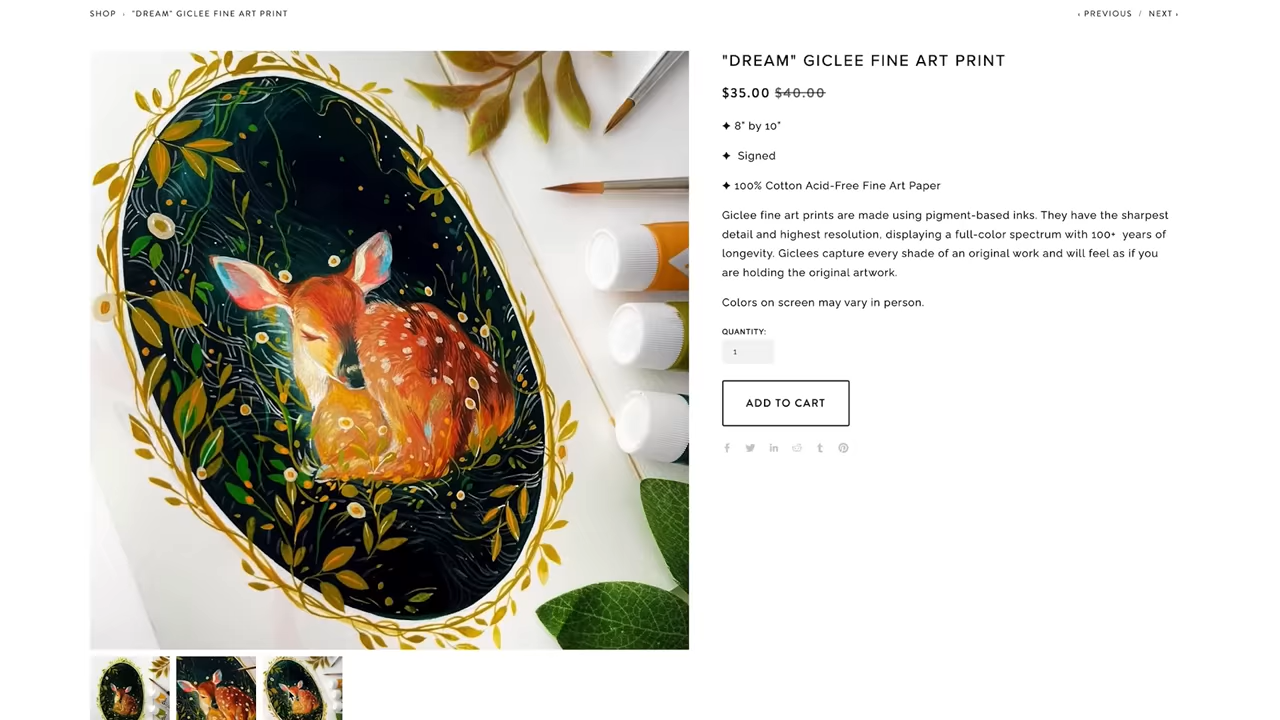 SHOP › "DREAM" GICLEE FINE ART PRINT
‹ PREVIOUS / NEXT ›
"DREAM" GICLEE FINE ART PRINT
$35.00 $40.00
✦ 8" by 10"
✦ Signed
✦ 100% Cotton Acid-Free Fine Art Paper
Giclee fine art prints are made using pigment-based inks. They have the sharpest
detail and highest resolution, displaying a full-color spectrum with 100+ years of
longevity. Giclees capture every shade of an original work and will feel as if you
are holding the original artwork.
Colors on screen may vary in person.
QUANTITY:
1
ADD TO CART